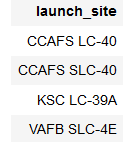 launch_site
CCAFS LC-40
CCAFS SLC-40
KSC LC-39A
VAFB SLC-4E